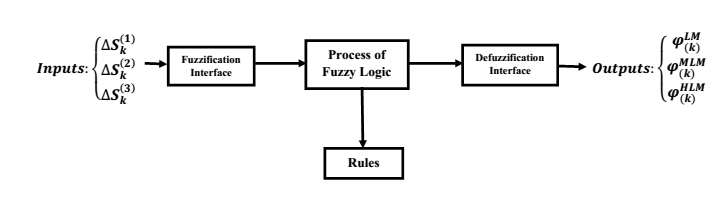 Inputs: { ΔS_k^(1)
ΔS_k^(2)
ΔS_k^(3)
Fuzzification
Interface
Process of
Fuzzy Logic
Defuzzification
Interface
Outputs: { φ_(k)^LM
φ_(k)^MLM
φ_(k)^HLM
Rules